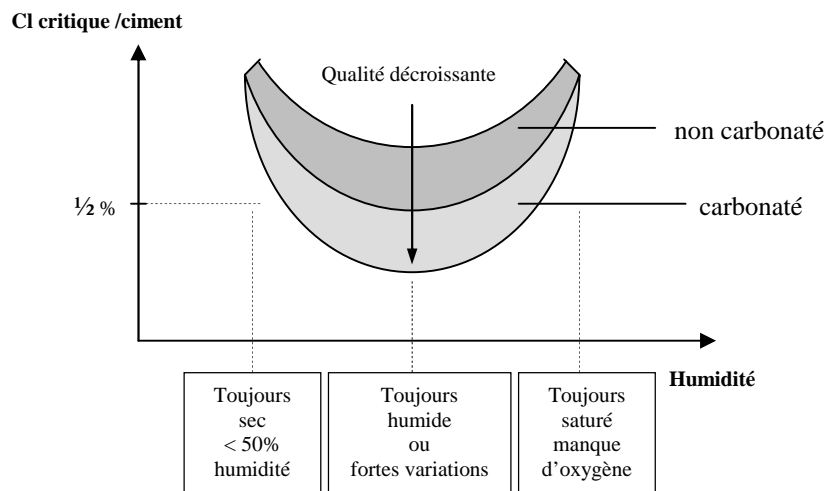 Cl critique /ciment
Qualité décroissante
non carbonaté
½ %
carbonaté
Humidité
Toujours
sec
< 50%
humidité
Toujours
humide
ou
fortes variations
Toujours
saturé
manque
d'oxygène